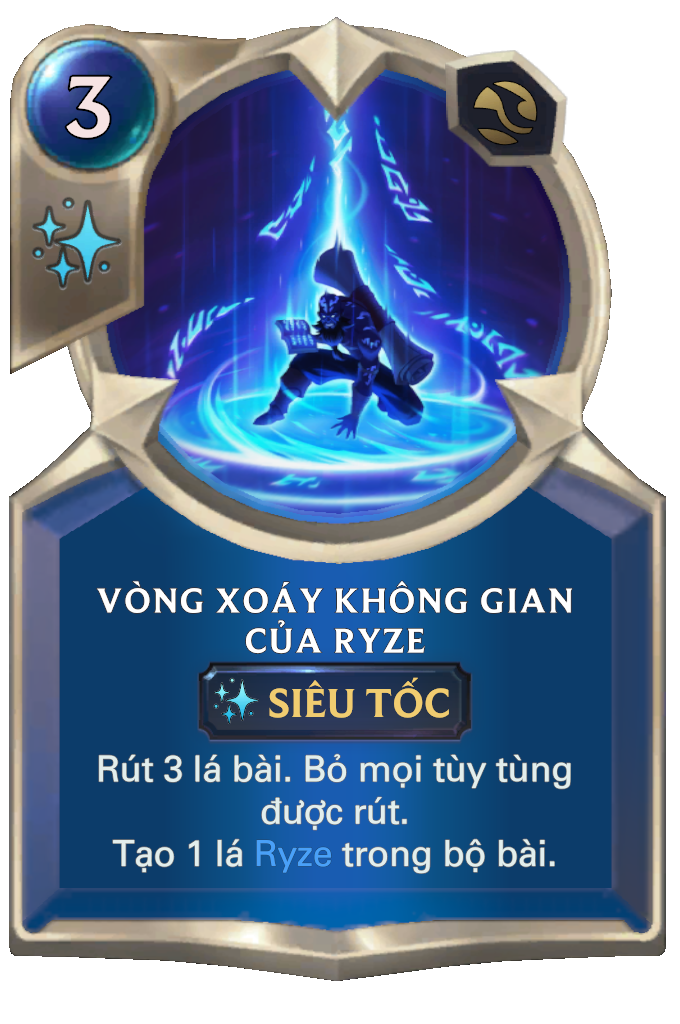 3
VÒNG XOÁY KHÔNG GIAN
CỦA RYZE
SIÊU TỐC
Rút 3 lá bài. Bỏ mọi tùy tùng
được rút.
Tạo 1 lá Ryze trong bộ bài.